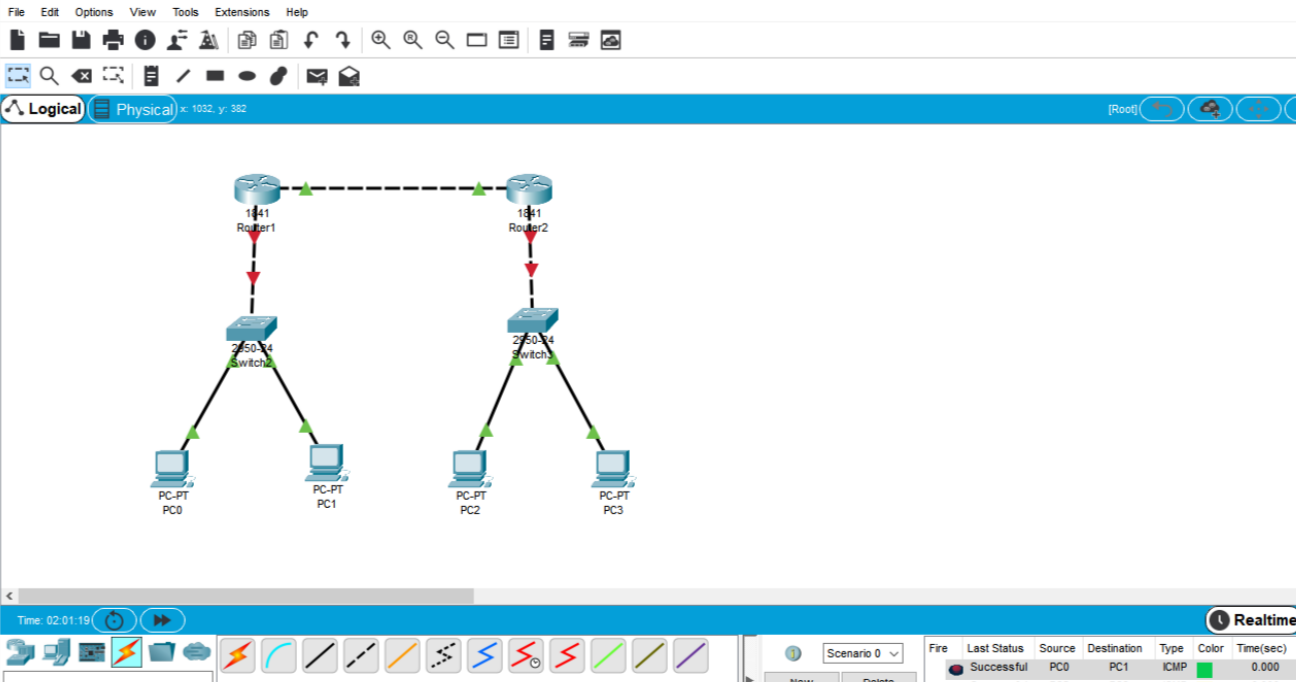 File Edit Options View Tools Extensions Help
Logical Physical x: 1032, y: 382 [Root]
1841
Router1
1841
Router2
2950-24
Switch2
2950-24
Switch3
PC-PT
PC0
PC-PT
PC1
PC-PT
PC2
PC-PT
PC3
Time: 02:01:19 Realtime
Scenario 0
Fire Last Status Source Destination Type Color Time(sec)
Successful PC0 PC1 ICMP 0.000
New Delete